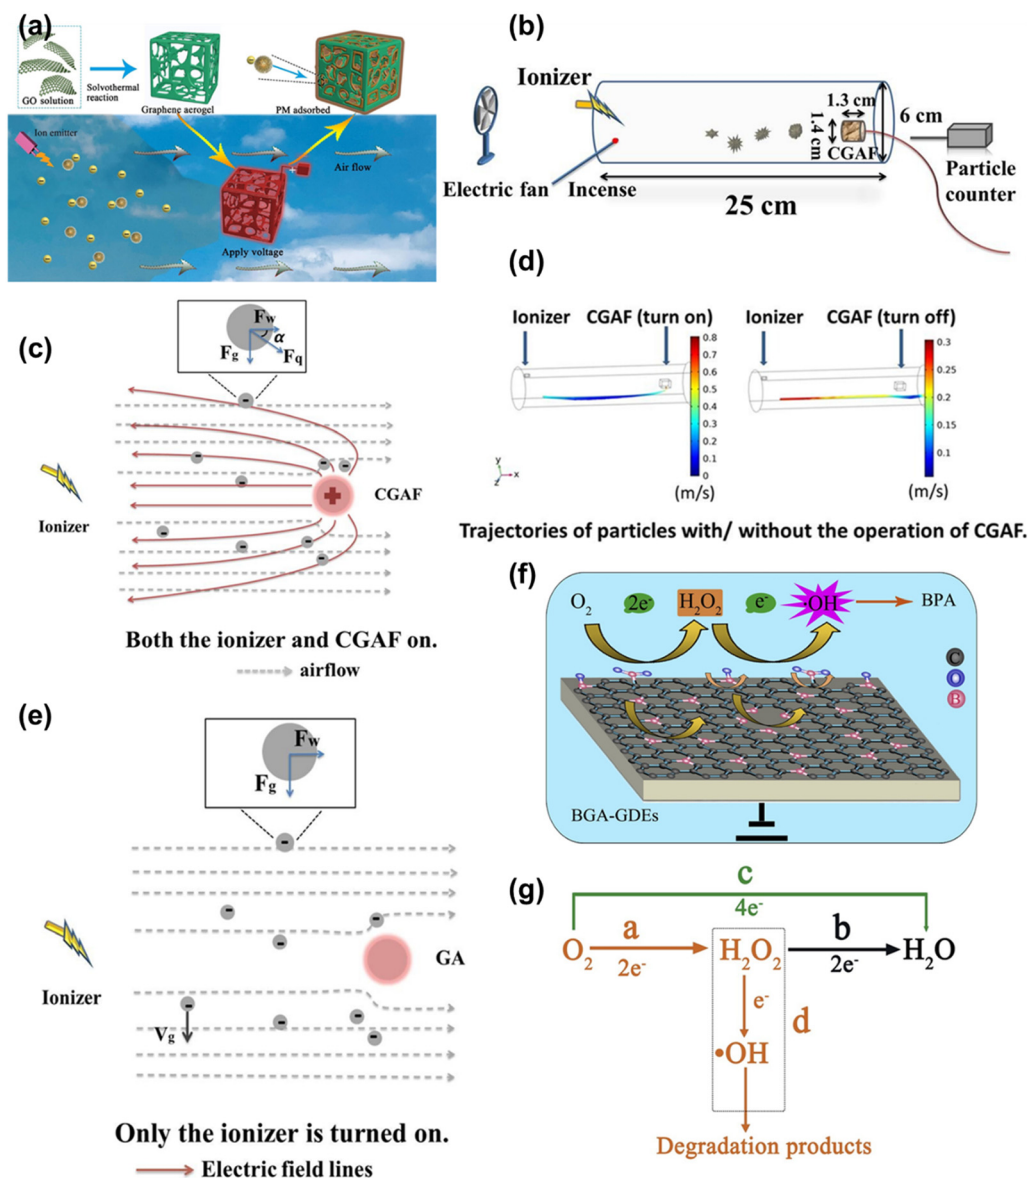 (a)
GO solution
Solvothermal
reaction
Graphene aerogel
PM adsorbed
Ion emitter
Air flow
Apply voltage
(b)
Ionizer
Electric fan
Incense
25 cm
1.3 cm
1.4 cm
CGAF
6 cm
Particle
counter
(c)
Fw
α
Fg
Fq
Ionizer
CGAF
Both the ionizer and CGAF on.
airflow
(d)
Ionizer
CGAF (turn on)
0.8
0.7
0.6
0.5
0.4
0.3
0.2
0.1
0
(m/s)
y
z
x
Ionizer
CGAF (turn off)
0.3
0.25
0.2
0.15
0.1
(m/s)
Trajectories of particles with/ without the operation of CGAF.
(e)
Fw
Fg
Ionizer
GA
Vg
Only the ionizer is turned on.
Electric field lines
(f)
O2
2e-
H2O2
e-
·OH
BPA
C
O
B
BGA-GDEs
(g)
c
4e-
O2
a
2e-
H2O2
b
2e-
H2O
e-
d
•OH
Degradation products